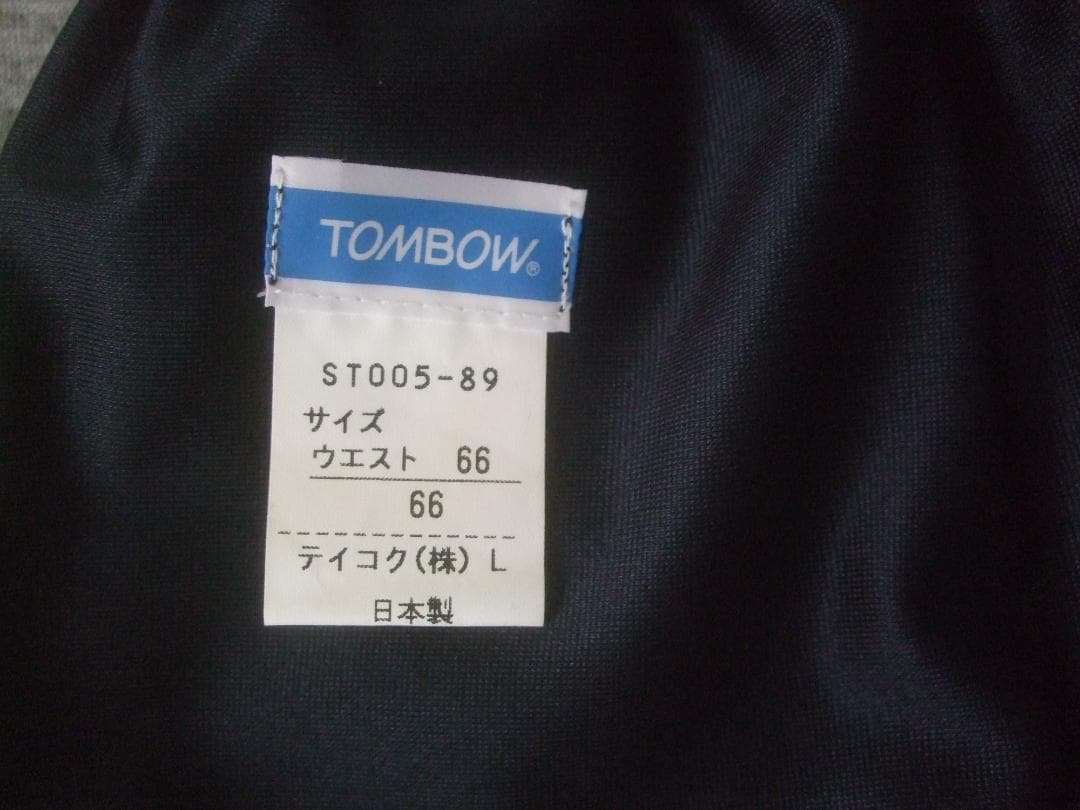 TOMBOW®
ST005-89
サイズ
ウエスト 66
66
テイコク(株) L
日本製